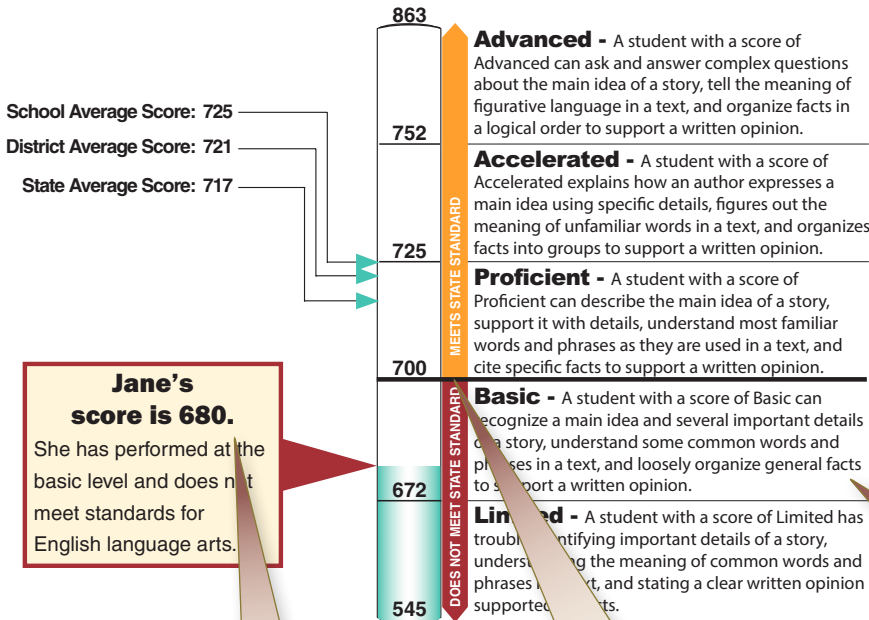 863
Advanced - A student with a score of
Advanced can ask and answer complex questions
about the main idea of a story, tell the meaning of
figurative language in a text, and organize facts in
a logical order to support a written opinion.
School Average Score: 725
District Average Score: 721
State Average Score: 717
752
Accelerated - A student with a score of
Accelerated explains how an author expresses a
main idea using specific details, figures out the
meaning of unfamiliar words in a text, and organizes
facts into groups to support a written opinion.
MEETS STATE STANDARD
725
Proficient - A student with a score of
Proficient can describe the main idea of a story,
support it with details, understand most familiar
words and phrases as they are used in a text, and
cite specific facts to support a written opinion.
700
Jane's
score is 680.
She has performed at the
basic level and does not
meet standards for
English language arts.
DOES NOT MEET STATE STANDARD
Basic - A student with a score of Basic can
recognize a main idea and several important details
a story, understand some common words and
phrases in a text, and loosely organize general facts
to support a written opinion.
672
Limited - A student with a score of Limited has
important details of a story,
the meaning of common words and
phrases and stating a clear written opinion
supported
545